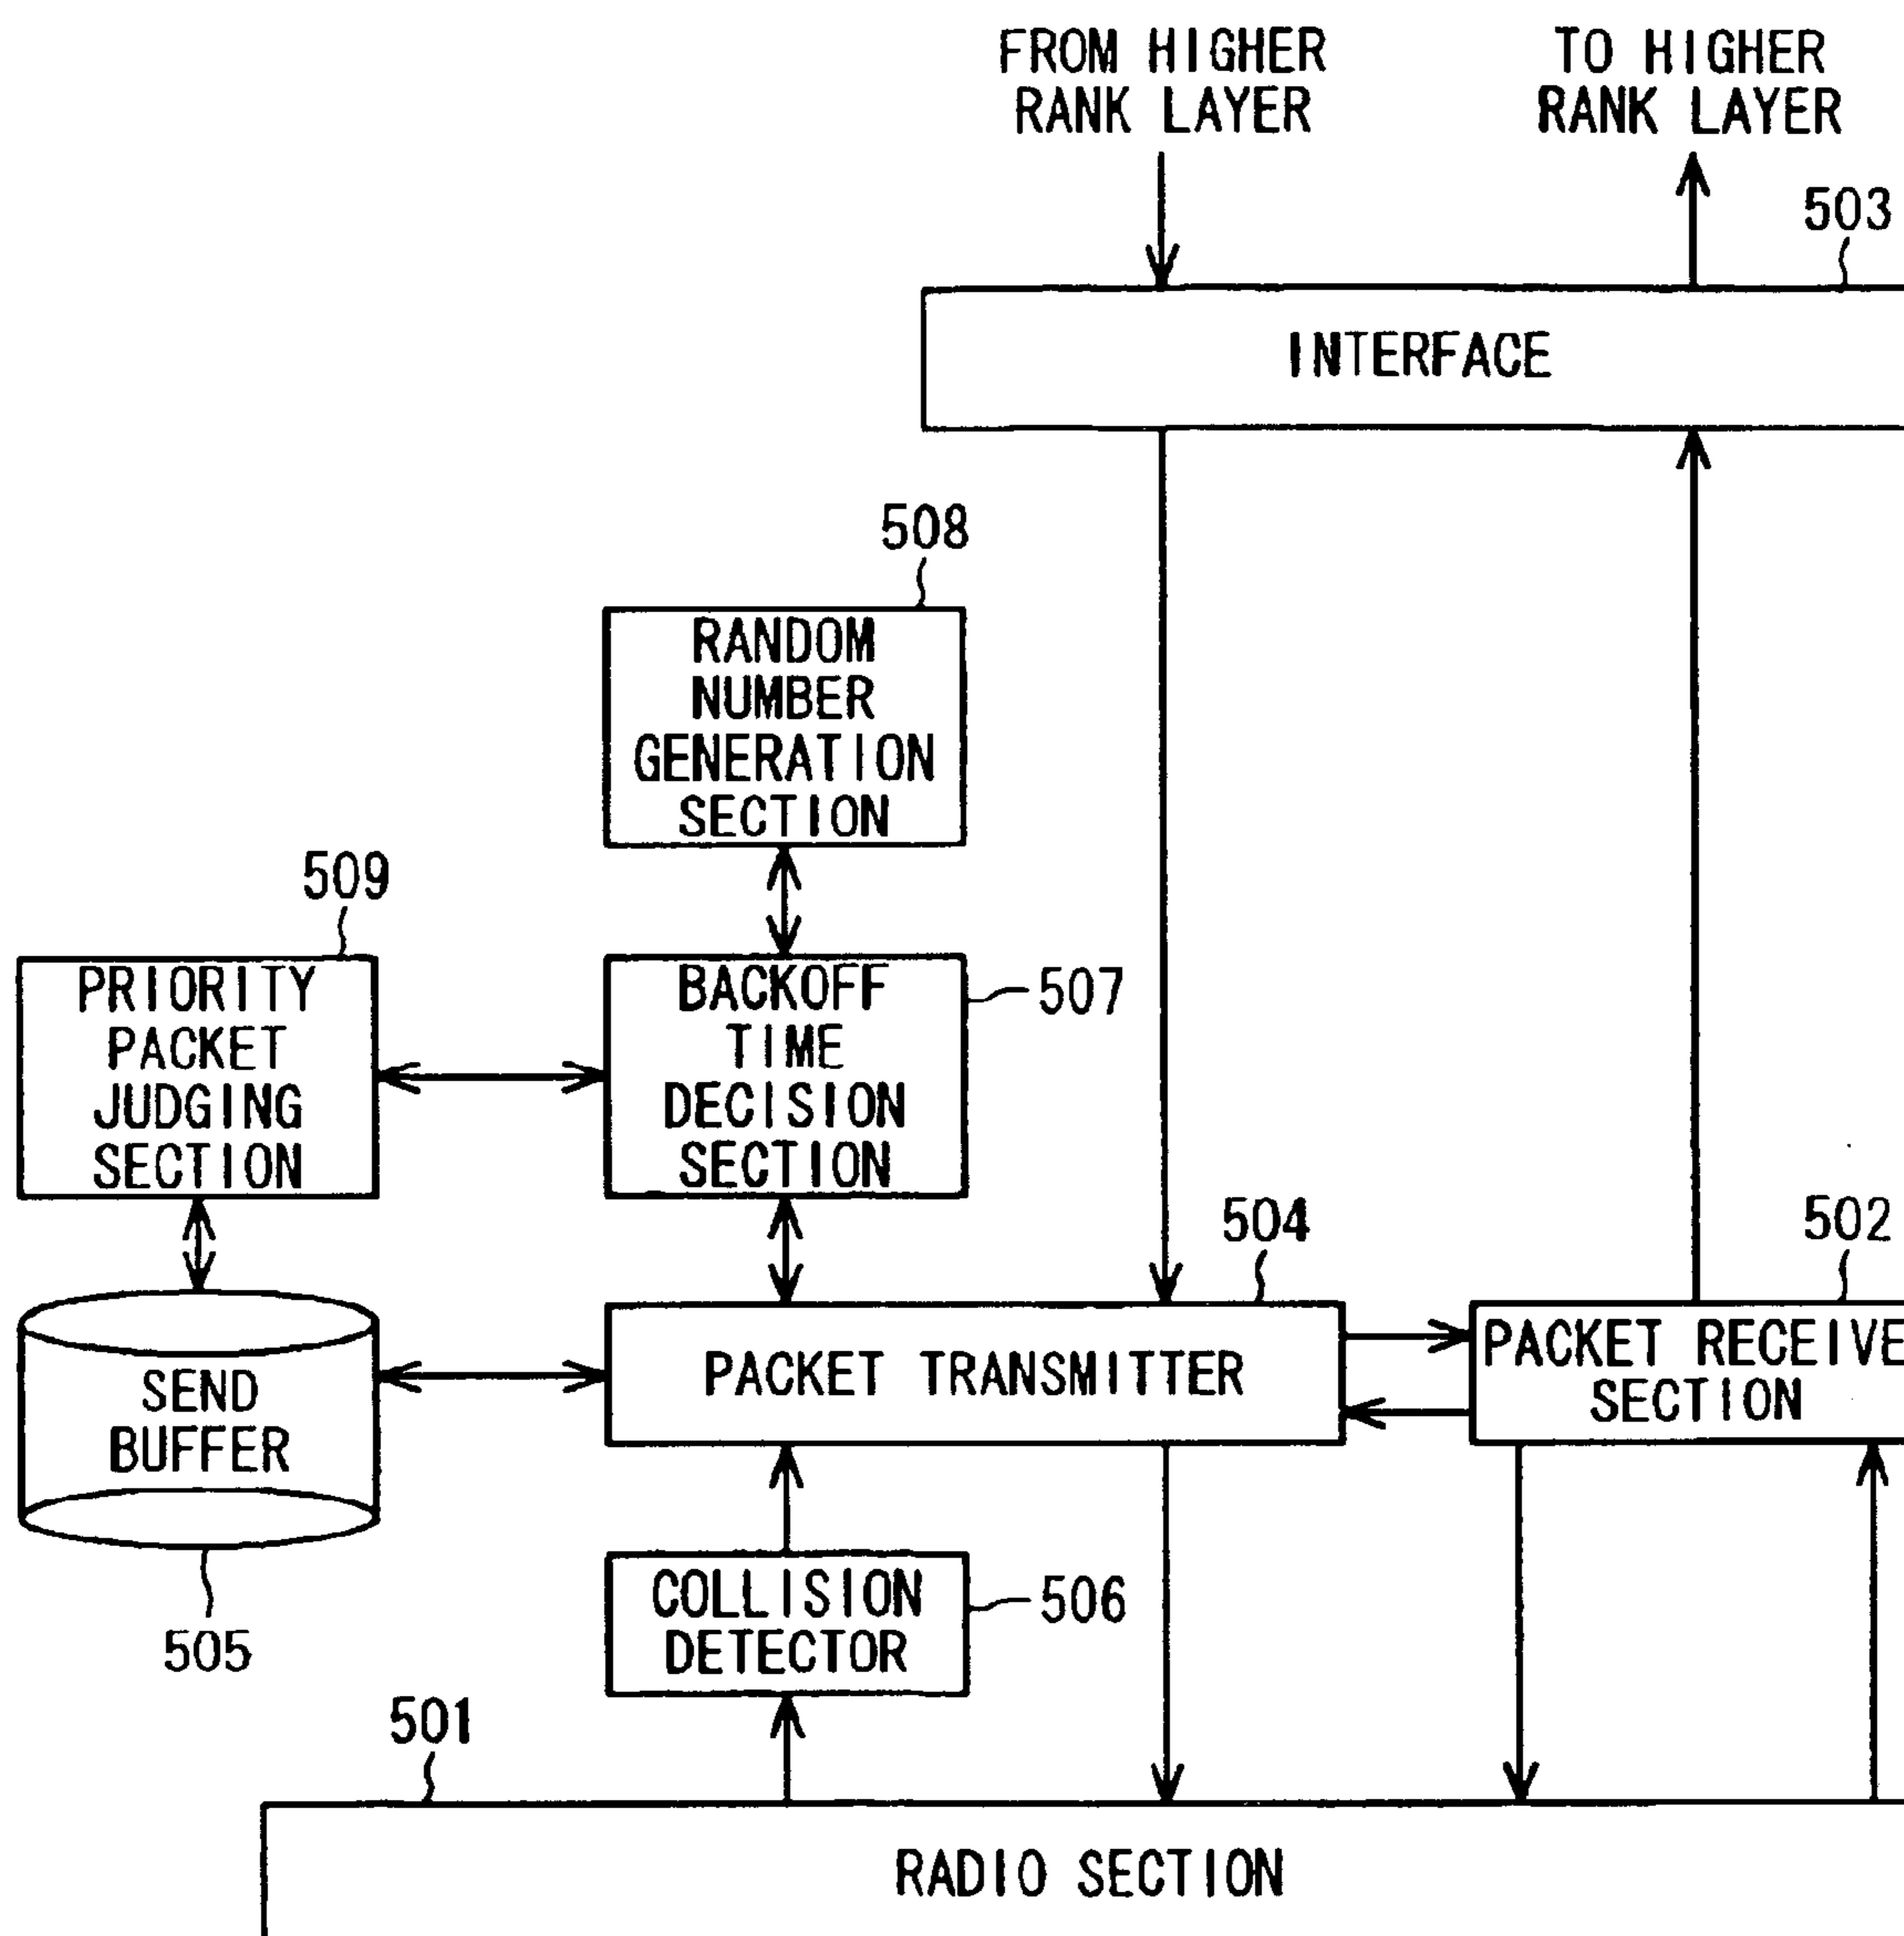 FROM HIGHER
RANK LAYER
TO HIGHER
RANK LAYER
503
INTERFACE
508
RANDOM
NUMBER
GENERATION
SECTION
509
PRIORITY
PACKET
JUDGING
SECTION
BACKOFF
TIME
DECISION
SECTION
507
504
502
PACKET TRANSMITTER
PACKET RECEIVE
SECTION
SEND
BUFFER
505
COLLISION
DETECTOR
506
501
RADIO SECTION